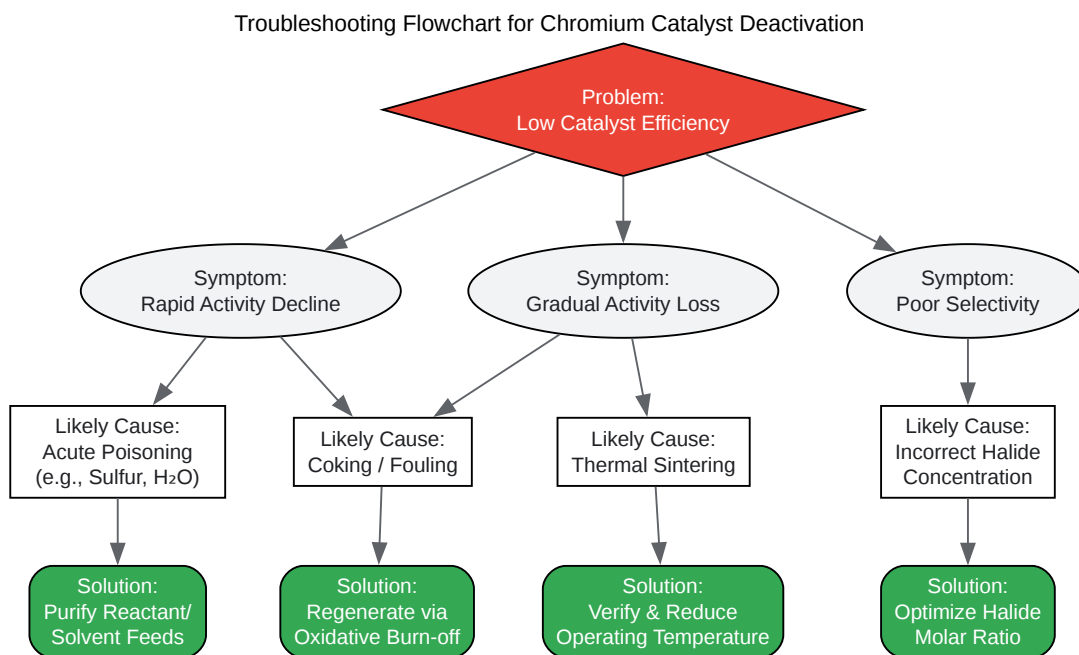 Troubleshooting Flowchart for Chromium Catalyst Deactivation
Problem:
Low Catalyst Efficiency
Symptom:
Rapid Activity Decline
Symptom:
Gradual Activity Loss
Symptom:
Poor Selectivity
Likely Cause:
Acute Poisoning
(e.g., Sulfur, H₂O)
Likely Cause:
Coking / Fouling
Likely Cause:
Thermal Sintering
Likely Cause:
Incorrect Halide
Concentration
Solution:
Purify Reactant/
Solvent Feeds
Solution:
Regenerate via
Oxidative Burn-off
Solution:
Verify & Reduce
Operating Temperature
Solution:
Optimize Halide
Molar Ratio